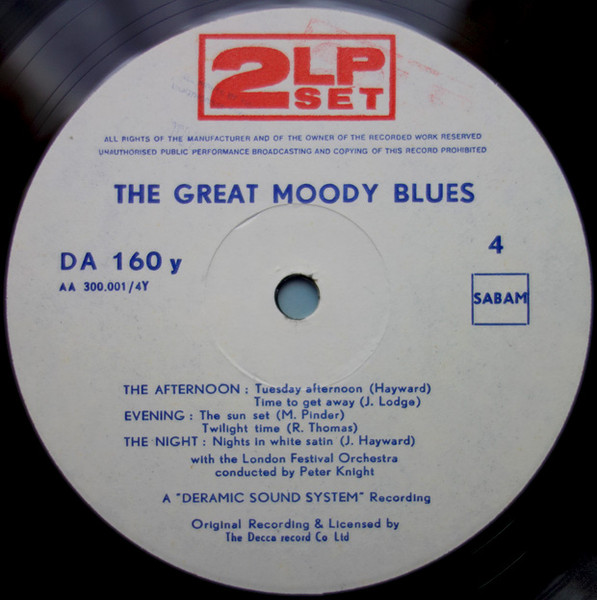 2 LP SET
ALL RIGHTS OF THE MANUFACTURER AND OF THE OWNER OF THE RECORDED WORK RESERVED
UNAUTHORISED PUBLIC PERFORMANCE BROADCASTING AND COPYING OF THIS RECORD PROHIBITED
THE GREAT MOODY BLUES
DA 160 y
4
AA 300.001/4Y
SABAM
THE AFTERNOON : Tuesday afternoon (Hayward)
Time to get away (J. Lodge)
EVENING : The sun set (M. Pinder)
Twilight time (R. Thomas)
THE NIGHT : Nights in white satin (J. Hayward)
with the London Festival Orchestra
conducted by Peter Knight
A "DERAMIC SOUND SYSTEM" Recording
Original Recording & Licensed by
The Decca record Co Ltd